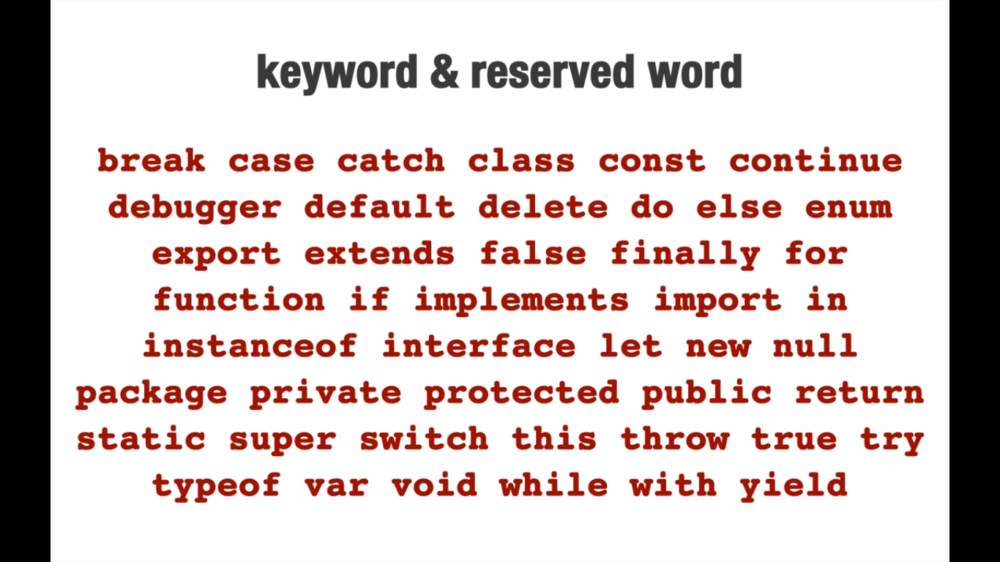 keyword & reserved word
break case catch class const continue
debugger default delete do else enum
export extends false finally for
function if implements import in
instanceof interface let new null
package private protected public return
static super switch this throw true try
typeof var void while with yield